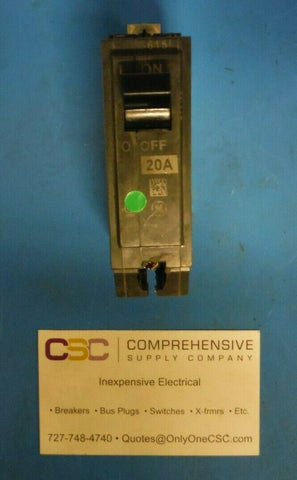 ON
O OFF
20A
CSC
COMPREHENSIVE
SUPPLY COMPANY
Inexpensive Electrical
• Breakers • Bus Plugs • Switches • X-frmrs • Etc.
727-748-4740 • Quotes@OnlyOneCSC.com